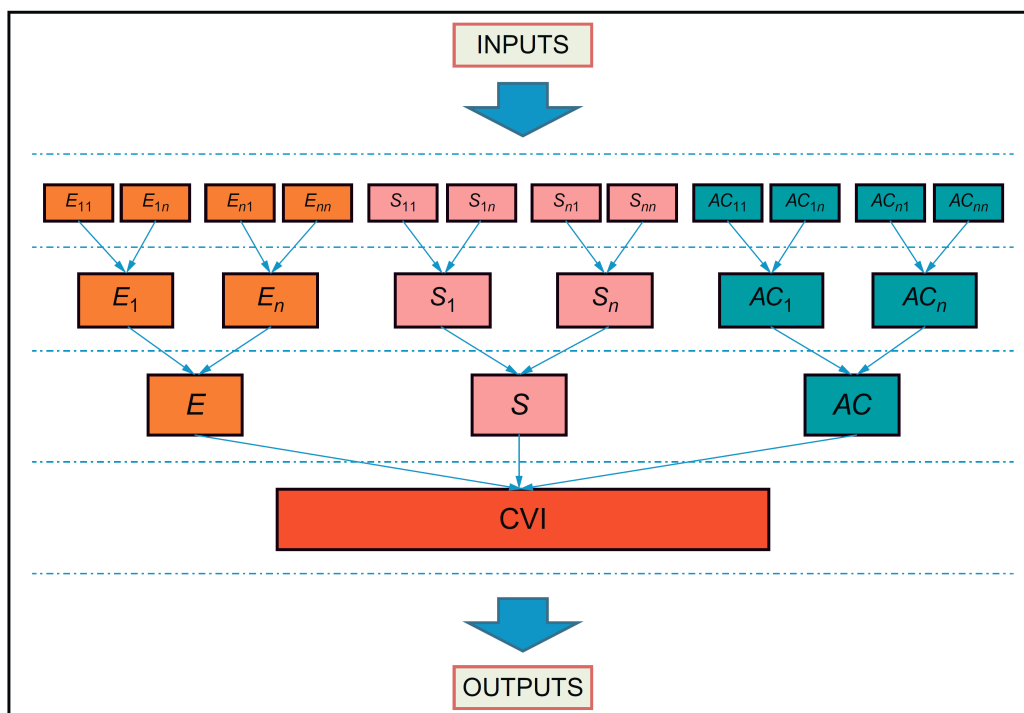 INPUTS
E11 E1n En1 Enn S11 S1n Sn1 Snn AC11 AC1n ACn1 ACnn
E1 En S1 Sn AC1 ACn
E S AC
CVI
OUTPUTS